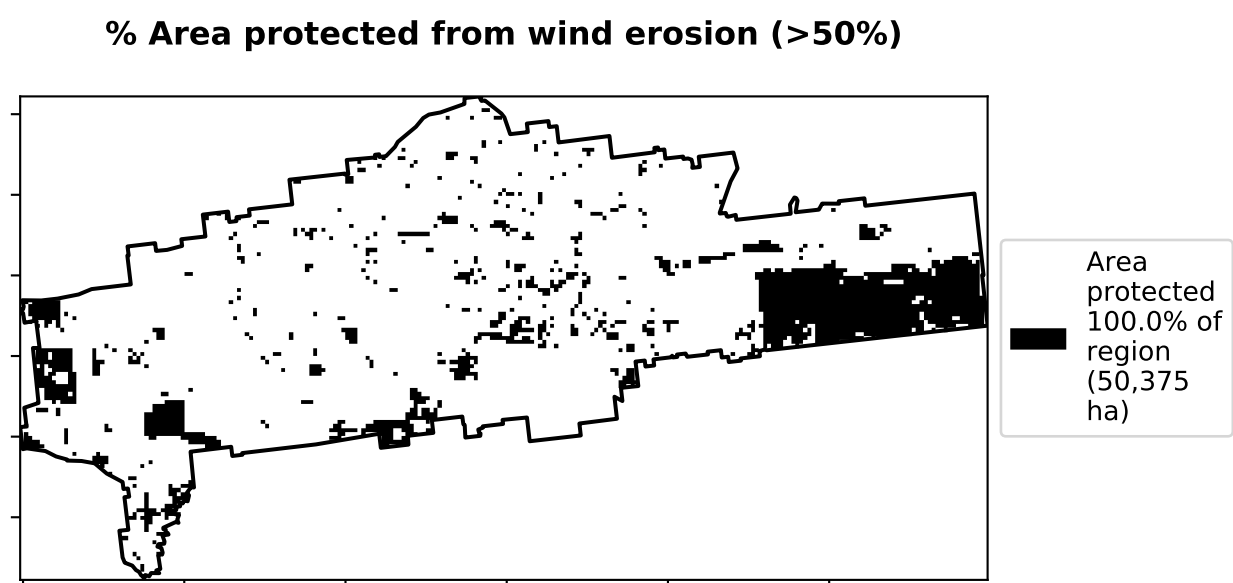 % Area protected from wind erosion (>50%)
Area
protected
100.0% of
region
(50,375
ha)